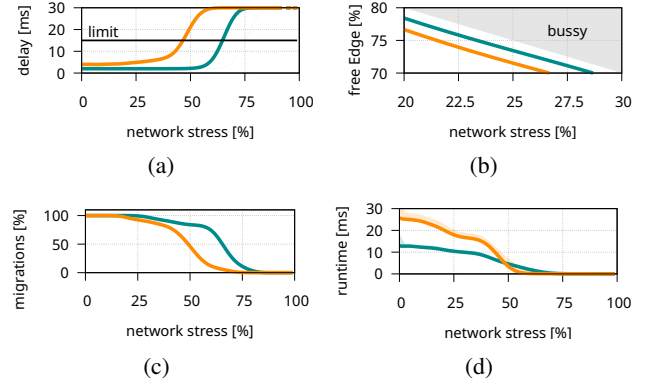 delay [ms]
30
20
10
0
limit
0
25
50
75
100
network stress [%]
(a)
free Edge [%]
80
75
70
bussy
20
22.5
25
27.5
30
network stress [%]
(b)
migrations [%]
100
50
0
0
25
50
75
100
network stress [%]
(c)
runtime [ms]
30
20
10
0
0
25
50
75
100
network stress [%]
(d)